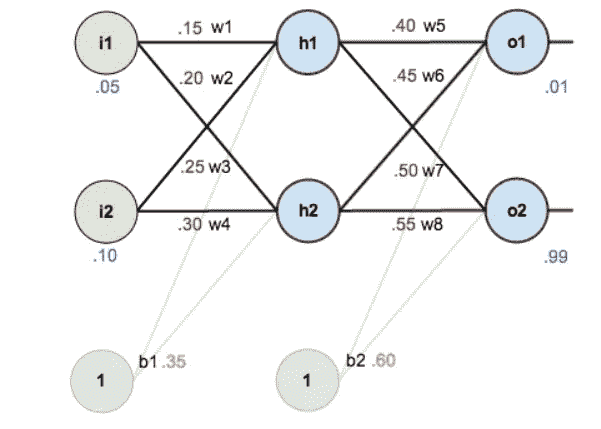 .15 w1
.40 w5
i1
h1
o1
.20 w2
.45 w6
.05
.01
.25 w3
.50 w7
i2
h2
o2
.30 w4
.55 w8
.10
.99
b1 .35
b2 .60
1
1